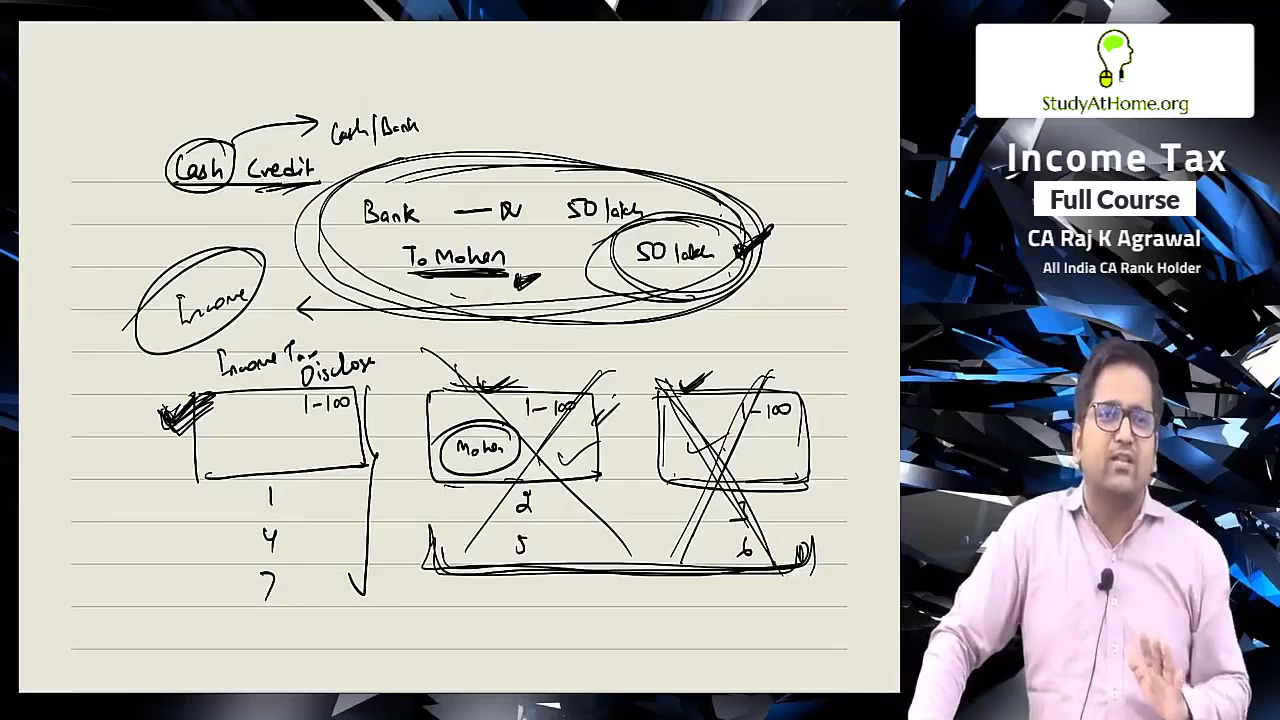 Cash Credit → Cash/Bank
Bank — Dr 50 lakh
To Mohan 50 lakh
Income
Income Tax
Disclose
1-100 1-100 1-100
Mohan
1 2 3
4 5 6
7
StudyAtHome.org
Income Tax
Full Course
CA Raj K Agrawal
All India CA Rank Holder